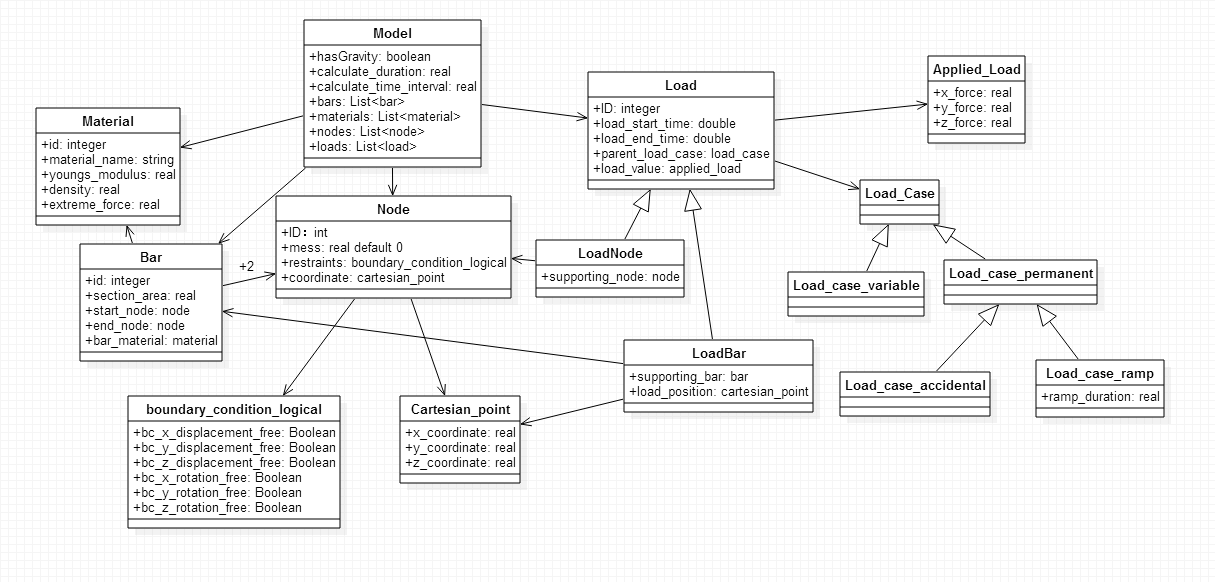 Model
+hasGravity: boolean
+calculate_duration: real
+calculate_time_interval: real
+bars: List<bar>
+materials: List<material>
+nodes: List<node>
+loads: List<load>
Material
+id: integer
+material_name: string
+youngs_modulus: real
+density: real
+extreme_force: real
Load
+ID: integer
+load_start_time: double
+load_end_time: double
+parent_load_case: load_case
+load_value: applied_load
Applied_Load
+x_force: real
+y_force: real
+z_force: real
Load_Case
Node
+ID: int
+mess: real default 0
+restraints: boundary_condition_logical
+coordinate: cartesian_point
Bar
+id: integer
+section_area: real
+start_node: node
+end_node: node
+bar_material: material
+2
LoadNode
+supporting_node: node
Load_case_variable
Load_case_permanent
LoadBar
+supporting_bar: bar
+load_position: cartesian_point
Load_case_accidental
Load_case_ramp
+ramp_duration: real
boundary_condition_logical
+bc_x_displacement_free: Boolean
+bc_y_displacement_free: Boolean
+bc_z_displacement_free: Boolean
+bc_x_rotation_free: Boolean
+bc_y_rotation_free: Boolean
+bc_z_rotation_free: Boolean
Cartesian_point
+x_coordinate: real
+y_coordinate: real
+z_coordinate: real